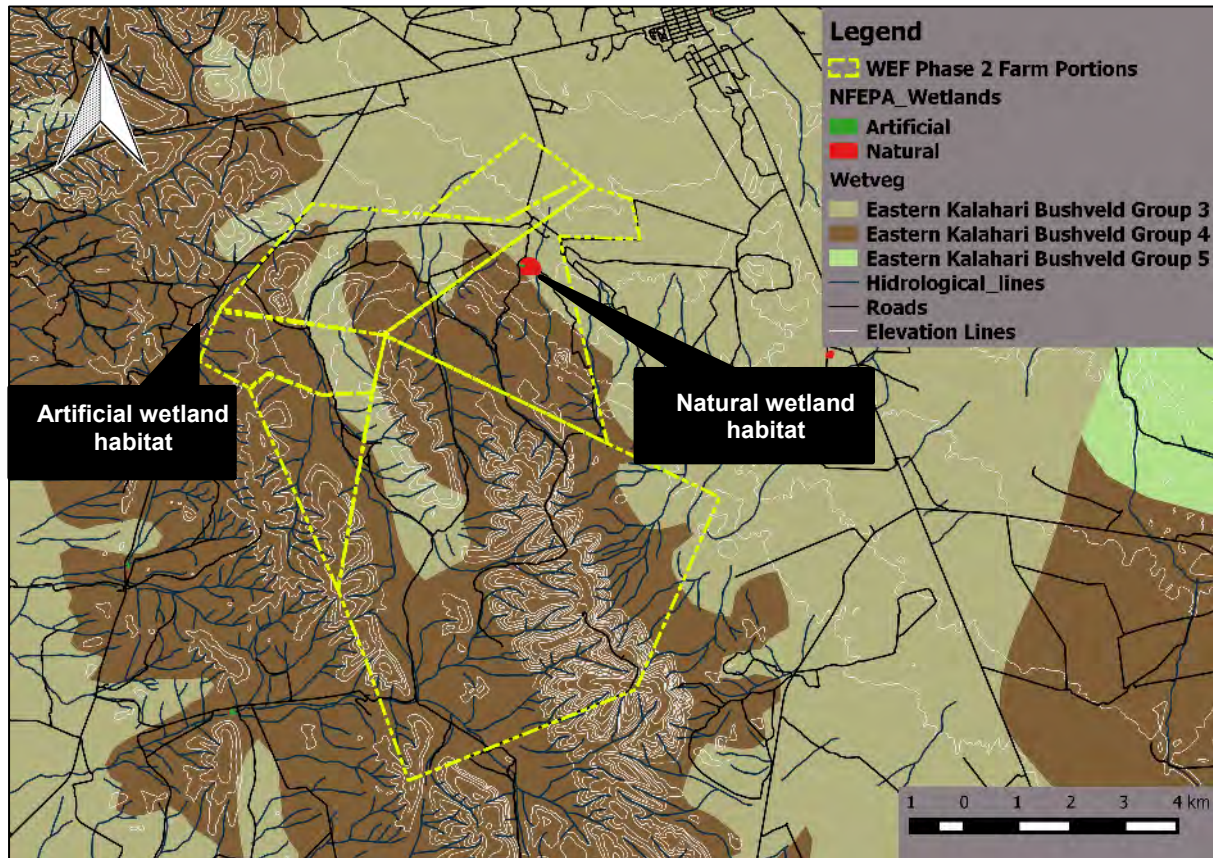 N
Legend
WEF Phase 2 Farm Portions
NFEPA_Wetlands
Artificial
Natural
Wetveg
Eastern Kalahari Bushveld Group 3
Eastern Kalahari Bushveld Group 4
Eastern Kalahari Bushveld Group 5
Hidrological_lines
Roads
Elevation Lines
Artificial wetland
habitat
Natural wetland
habitat
1 0 1 2 3 4 km